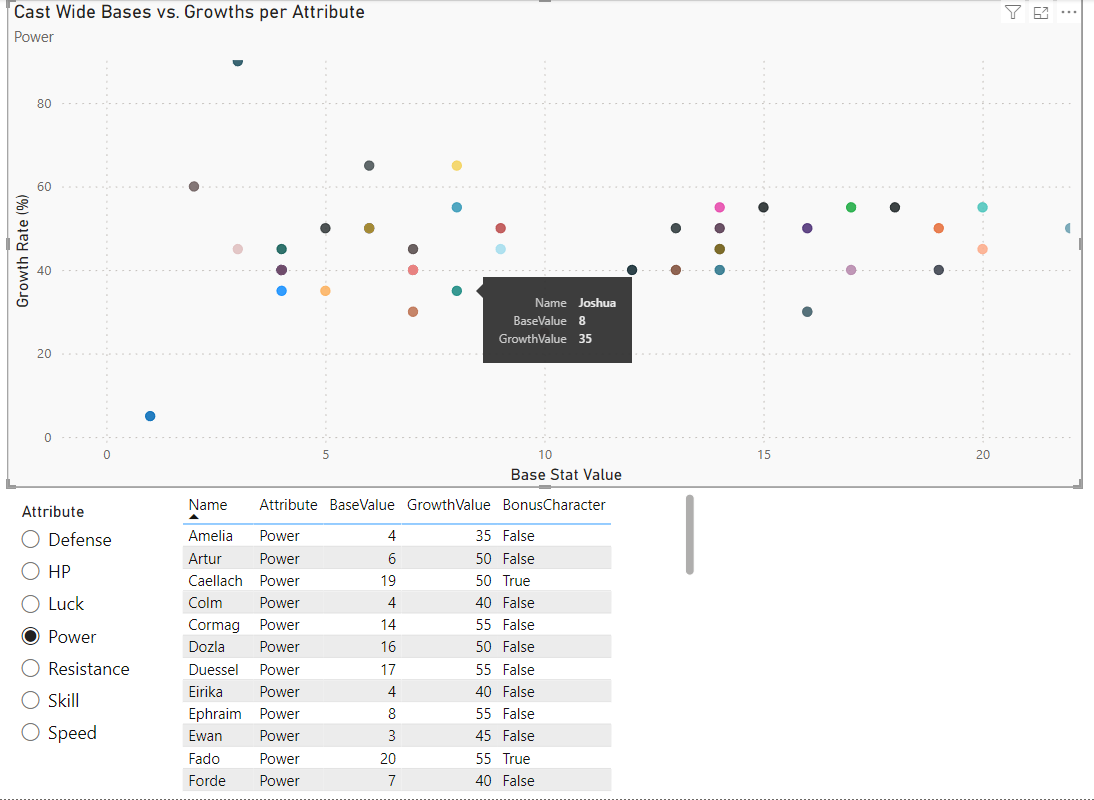 Cast Wide Bases vs. Growths per Attribute
Power
Growth Rate (%)
80
60
40
20
0
Name Joshua
BaseValue 8
GrowthValue 35
0 5 10 15 20
Base Stat Value
Attribute
Defense
HP
Luck
Power
Resistance
Skill
Speed
Name Attribute BaseValue GrowthValue BonusCharacter
Amelia Power 4 35 False
Artur Power 6 50 False
Caellach Power 19 50 True
Colm Power 4 40 False
Cormag Power 14 55 False
Dozla Power 16 50 False
Duessel Power 17 55 False
Eirika Power 4 40 False
Ephraim Power 8 55 False
Ewan Power 3 45 False
Fado Power 20 55 True
Forde Power 7 40 False